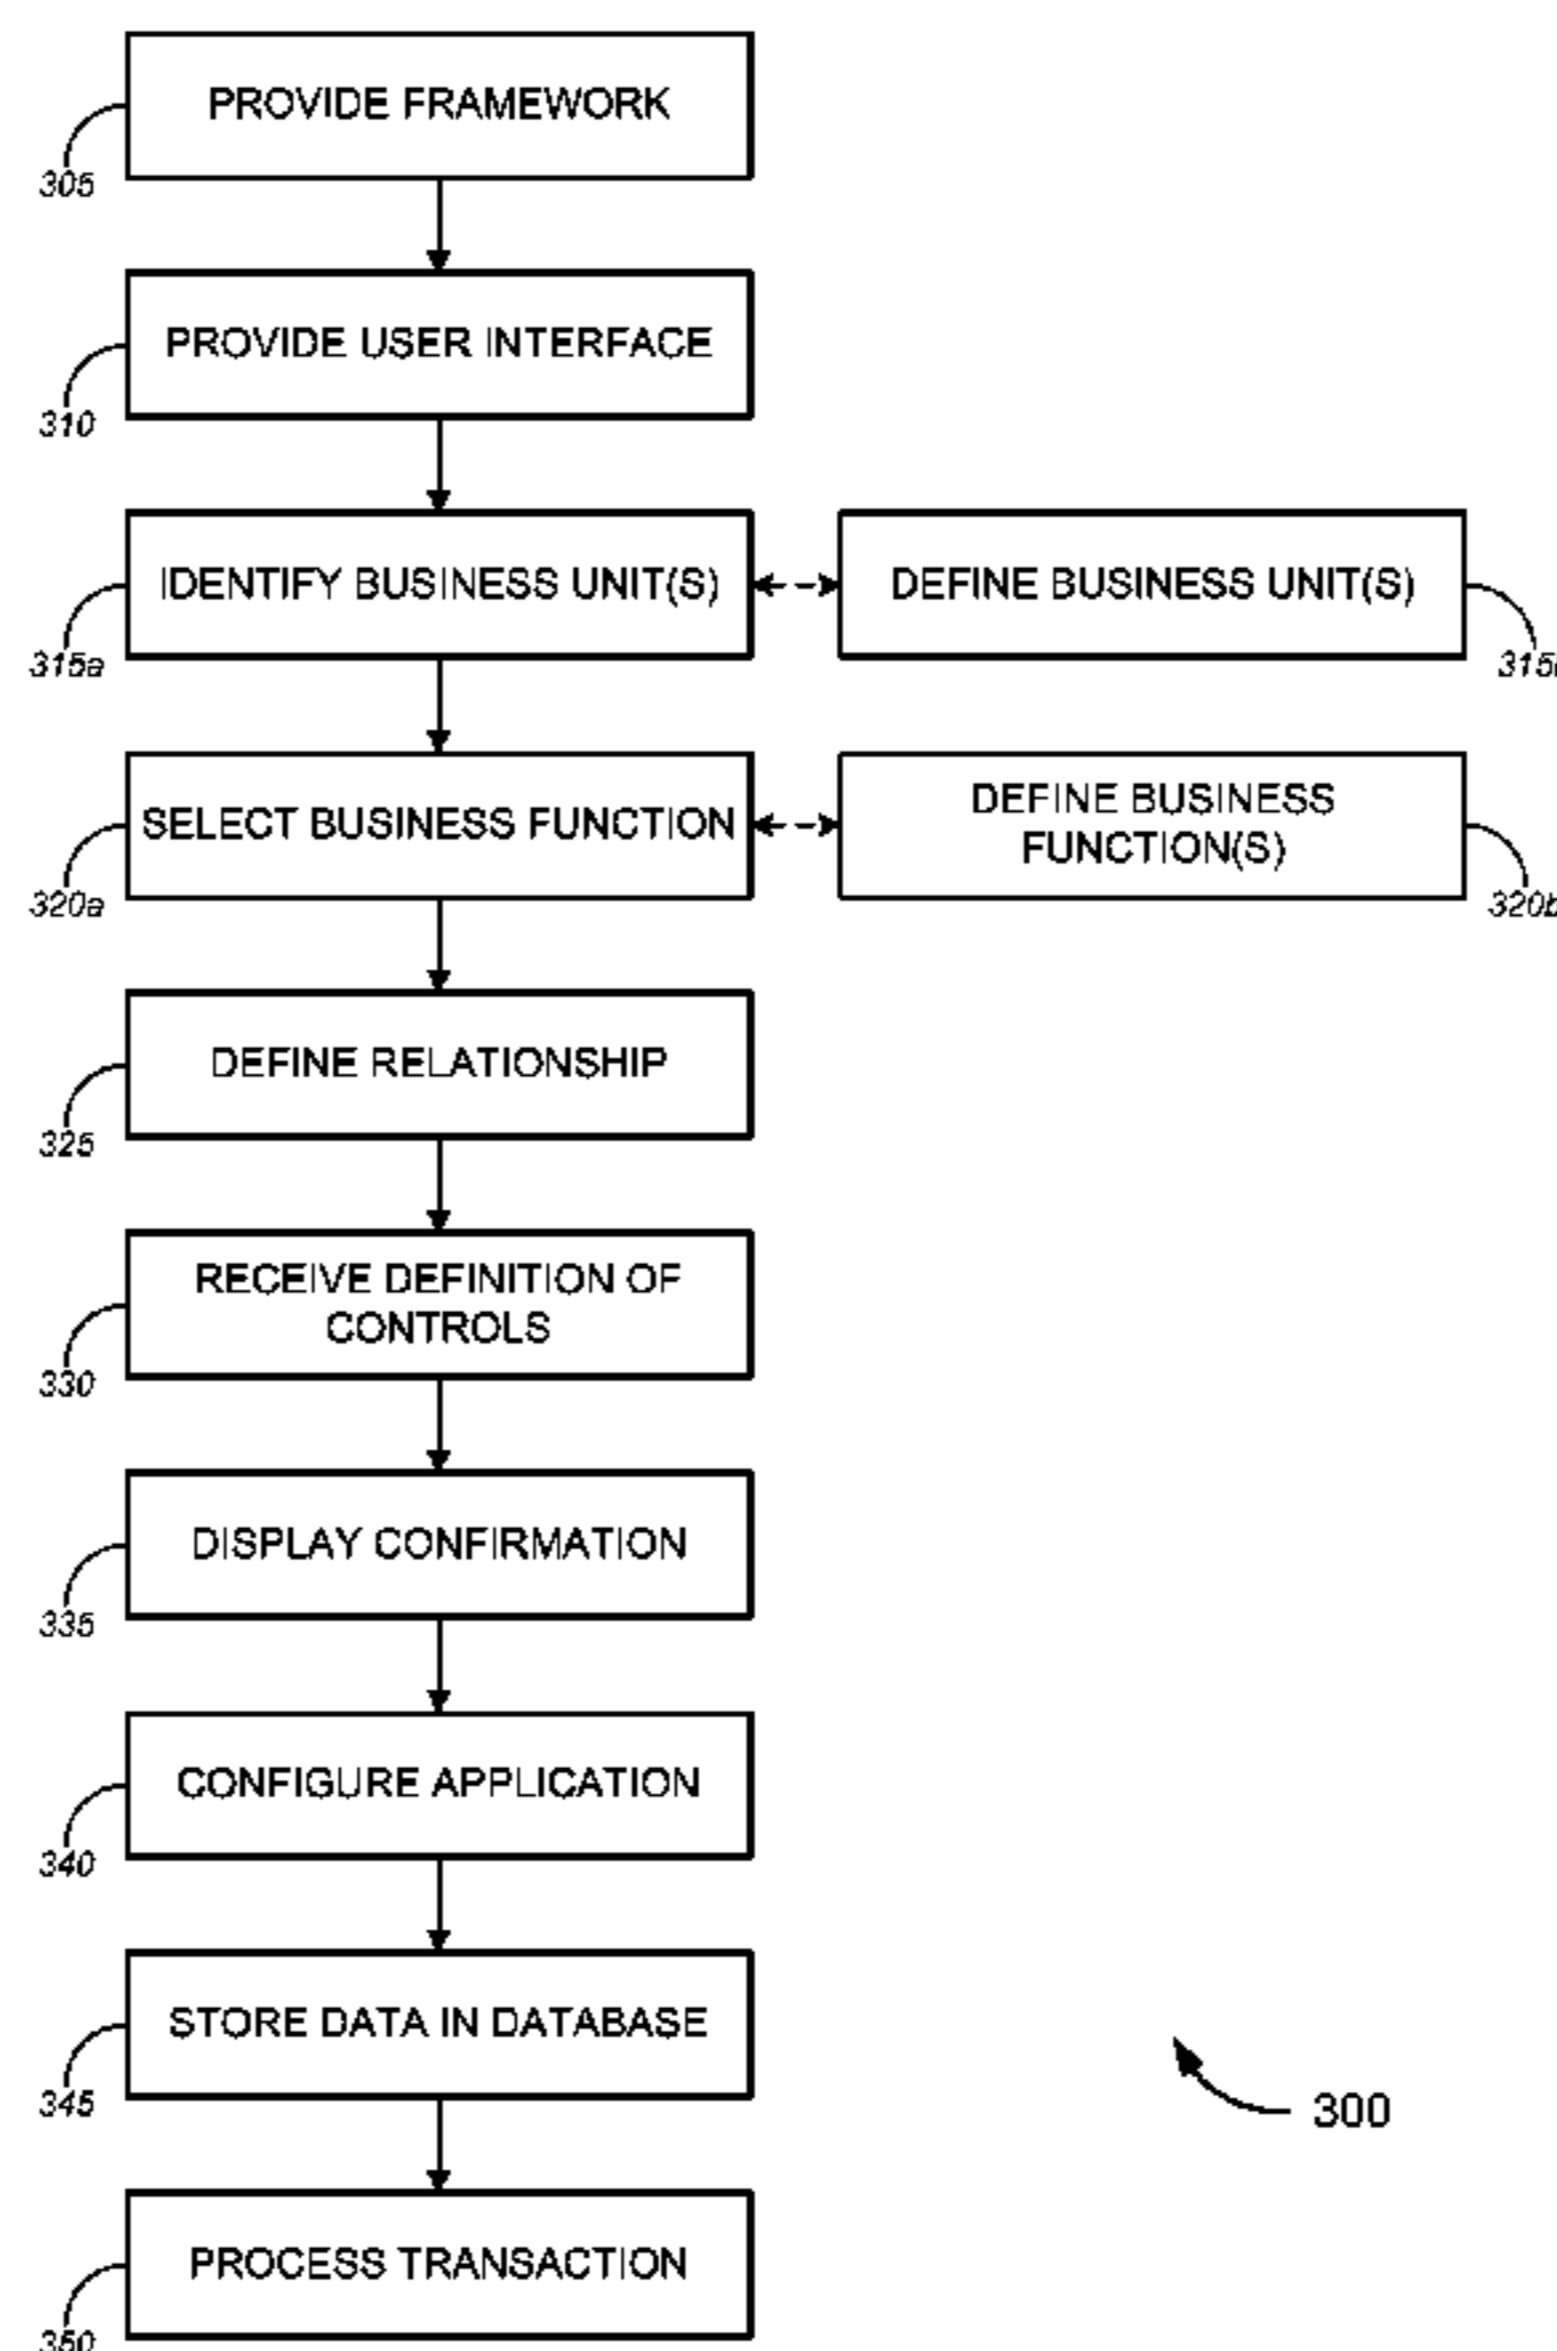 PROVIDE FRAMEWORK
305
PROVIDE USER INTERFACE
310
IDENTIFY BUSINESS UNIT(S)
DEFINE BUSINESS UNIT(S)
315a
SELECT BUSINESS FUNCTION
DEFINE BUSINESS
FUNCTION(S)
320a
320b
DEFINE RELATIONSHIP
325
RECEIVE DEFINITION OF
CONTROLS
330
DISPLAY CONFIRMATION
335
CONFIGURE APPLICATION
340
STORE DATA IN DATABASE
345
300
PROCESS TRANSACTION
350